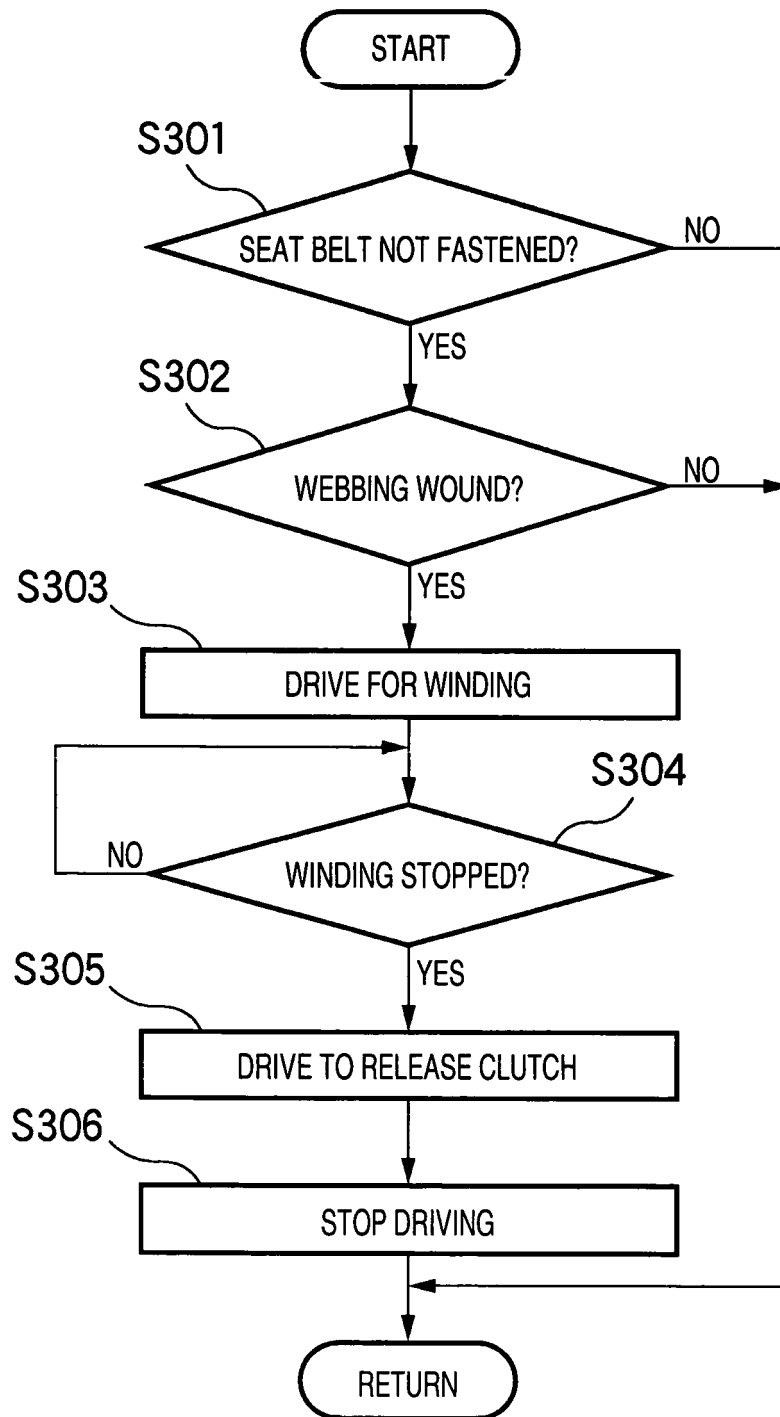 START
S301
SEAT BELT NOT FASTENED?
NO
YES
S302
WEBBING WOUND?
NO
YES
S303
DRIVE FOR WINDING
S304
WINDING STOPPED?
NO
YES
S305
DRIVE TO RELEASE CLUTCH
S306
STOP DRIVING
RETURN